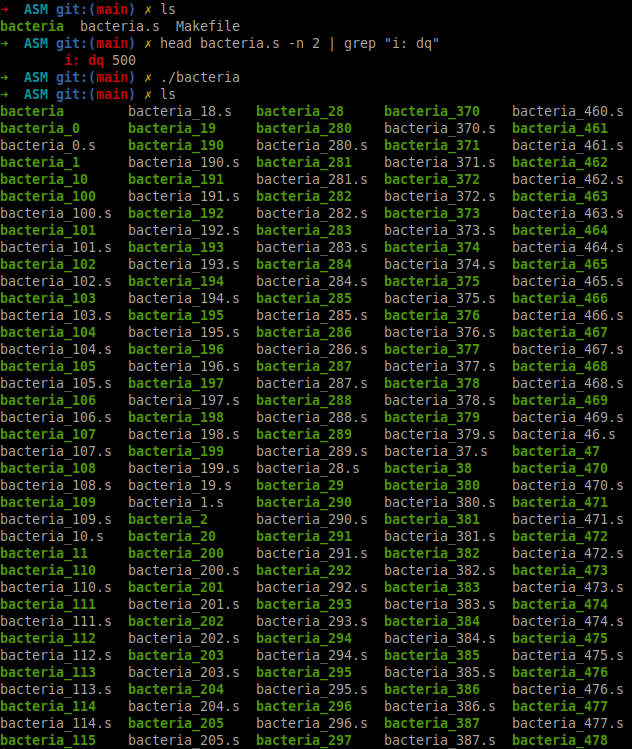 ➜ ASM git:(main) ✗ ls
bacteria bacteria.s Makefile
➜ ASM git:(main) ✗ head bacteria.s -n 2 | grep "i: dq"
i: dq 500
➜ ASM git:(main) ✗ ./bacteria
➜ ASM git:(main) ✗ ls
bacteria bacteria_18.s bacteria_28 bacteria_370 bacteria_460.s
bacteria_0 bacteria_19 bacteria_280 bacteria_370.s bacteria_461
bacteria_0.s bacteria_190 bacteria_280.s bacteria_371 bacteria_461.s
bacteria_1 bacteria_190.s bacteria_281 bacteria_371.s bacteria_462
bacteria_10 bacteria_191 bacteria_281.s bacteria_372 bacteria_462.s
bacteria_100 bacteria_191.s bacteria_282 bacteria_372.s bacteria_463
bacteria_100.s bacteria_192 bacteria_282.s bacteria_373 bacteria_463.s
bacteria_101 bacteria_192.s bacteria_283 bacteria_373.s bacteria_464
bacteria_101.s bacteria_193 bacteria_283.s bacteria_374 bacteria_464.s
bacteria_102 bacteria_193.s bacteria_284 bacteria_374.s bacteria_465
bacteria_102.s bacteria_194 bacteria_284.s bacteria_375 bacteria_465.s
bacteria_103 bacteria_194.s bacteria_285 bacteria_375.s bacteria_466
bacteria_103.s bacteria_195 bacteria_285.s bacteria_376 bacteria_466.s
bacteria_104 bacteria_195.s bacteria_286 bacteria_376.s bacteria_467
bacteria_104.s bacteria_196 bacteria_286.s bacteria_377 bacteria_467.s
bacteria_105 bacteria_196.s bacteria_287 bacteria_377.s bacteria_468
bacteria_105.s bacteria_197 bacteria_287.s bacteria_378 bacteria_468.s
bacteria_106 bacteria_197.s bacteria_288 bacteria_378.s bacteria_469
bacteria_106.s bacteria_198 bacteria_288.s bacteria_379 bacteria_469.s
bacteria_107 bacteria_198.s bacteria_289 bacteria_379.s bacteria_46.s
bacteria_107.s bacteria_199 bacteria_289.s bacteria_37.s bacteria_47
bacteria_108 bacteria_199.s bacteria_28.s bacteria_38 bacteria_470
bacteria_108.s bacteria_19.s bacteria_29 bacteria_380 bacteria_470.s
bacteria_109 bacteria_1.s bacteria_290 bacteria_380.s bacteria_471
bacteria_109.s bacteria_2 bacteria_290.s bacteria_381 bacteria_471.s
bacteria_10.s bacteria_20 bacteria_291 bacteria_381.s bacteria_472
bacteria_11 bacteria_200 bacteria_291.s bacteria_382 bacteria_472.s
bacteria_110 bacteria_200.s bacteria_292 bacteria_382.s bacteria_473
bacteria_110.s bacteria_201 bacteria_292.s bacteria_383 bacteria_473.s
bacteria_111 bacteria_201.s bacteria_293 bacteria_383.s bacteria_474
bacteria_111.s bacteria_202 bacteria_293.s bacteria_384 bacteria_474.s
bacteria_112 bacteria_202.s bacteria_294 bacteria_384.s bacteria_475
bacteria_112.s bacteria_203 bacteria_294.s bacteria_385 bacteria_475.s
bacteria_113 bacteria_203.s bacteria_295 bacteria_385.s bacteria_476
bacteria_113.s bacteria_204 bacteria_295.s bacteria_386 bacteria_476.s
bacteria_114 bacteria_204.s bacteria_296 bacteria_386.s bacteria_477
bacteria_114.s bacteria_205 bacteria_296.s bacteria_387 bacteria_477.s
bacteria_115 bacteria_205.s bacteria_297 bacteria_387.s bacteria_478